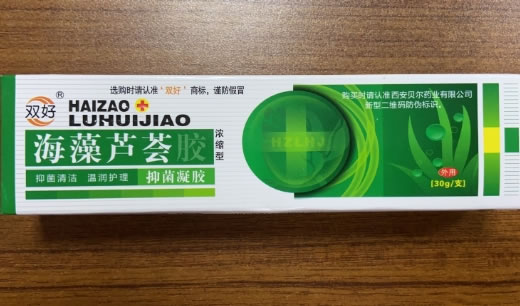 选购时请认准“双好”商标，谨防假冒
双好®
HAIZAO
LUHUIJIAO
海藻芦荟胶
浓缩型
抑菌清洁 温润护理 抑菌凝胶
HZLHJ
购买时请认准西安贝尔药业有限公司
新型二维码防伪标识。
外用
[30g/支]